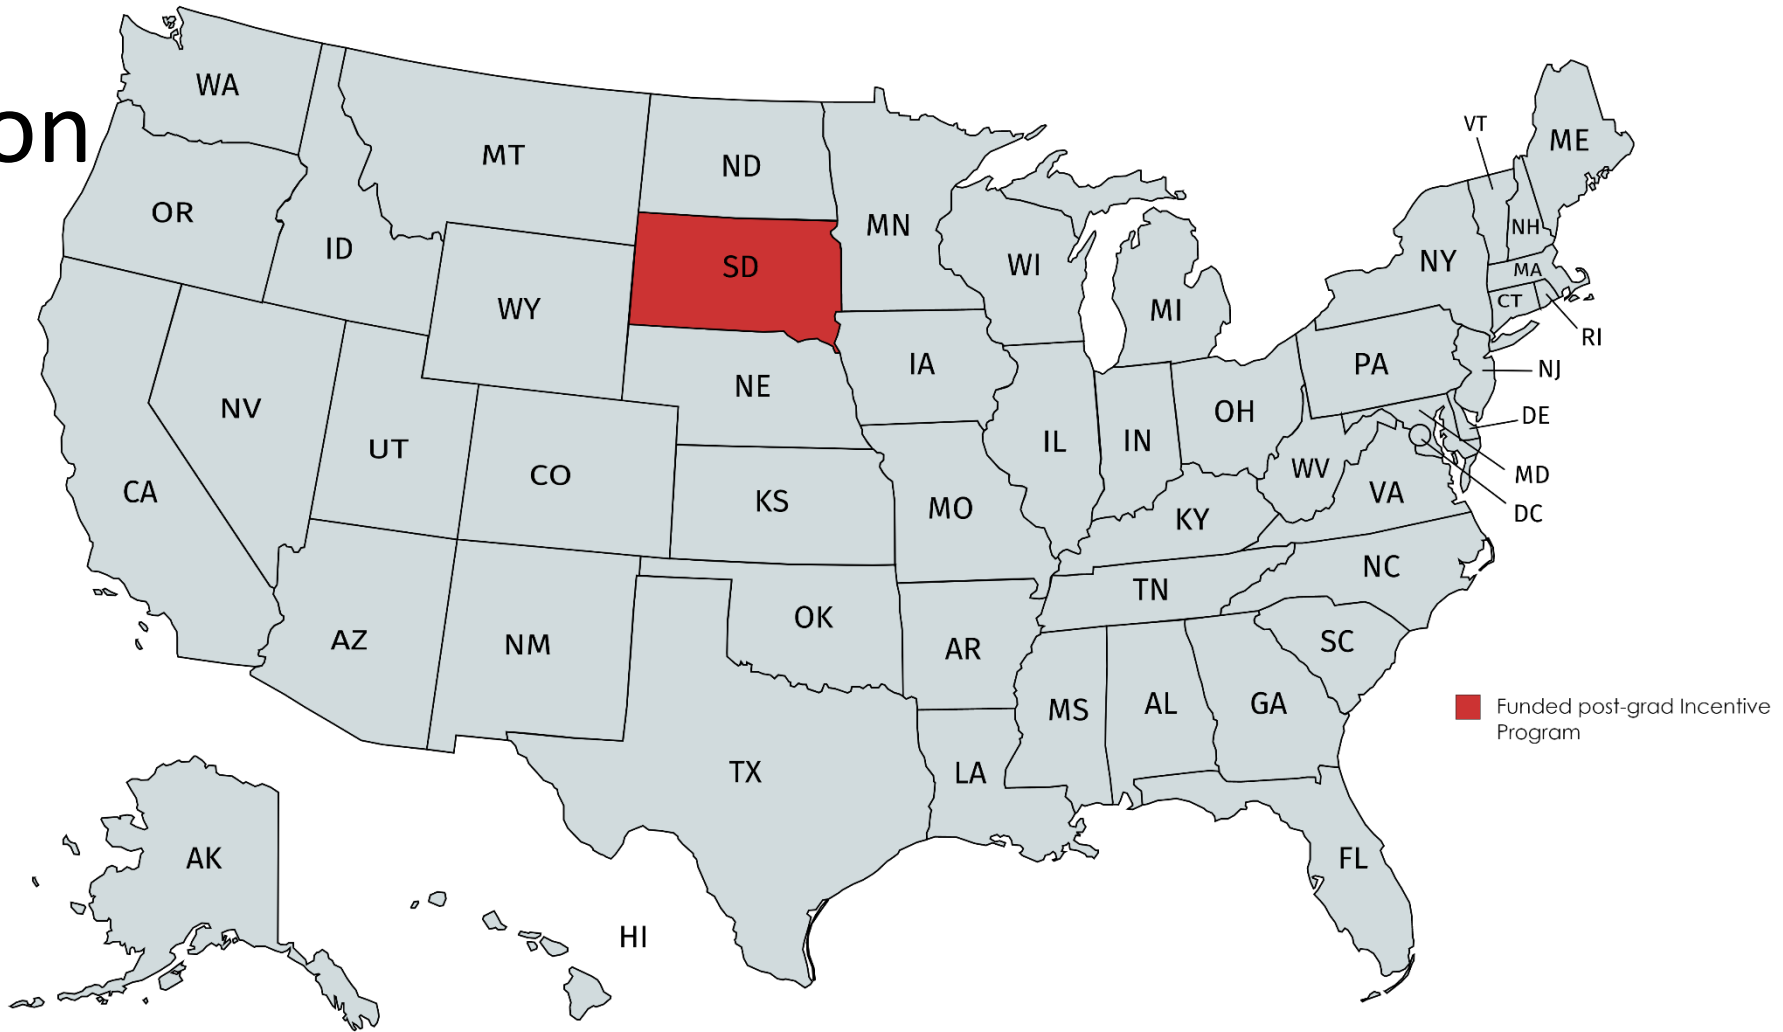 on
WA
MT
ND
OR
ID
SD
MN
WY
WI
MI
VT
ME
NH
NY
MA
CT
RI
PA
NJ
IA
NE
NV
UT
CO
CA
KS
MO
IL
IN
OH
WV
VA
DE
MD
DC
KY
TN
NC
AZ
NM
OK
AR
SC
MS
AL
GA
TX
LA
FL
AK
HI
Funded post-grad Incentive
Program